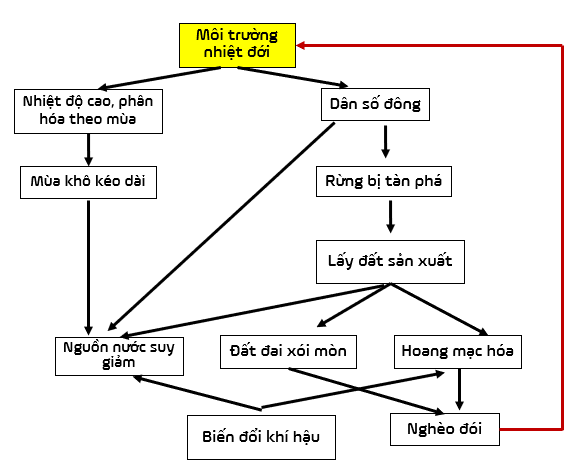 Môi trường
nhiệt đới
Nhiệt độ cao, phân
hóa theo mùa
Dân số đông
Mùa khô kéo dài
Rừng bị tàn phá
Lấy đất sản xuất
Nguồn nước suy
giảm
Đất đai xói mòn
Hoang mạc hóa
Biến đổi khí hậu
Nghèo đói